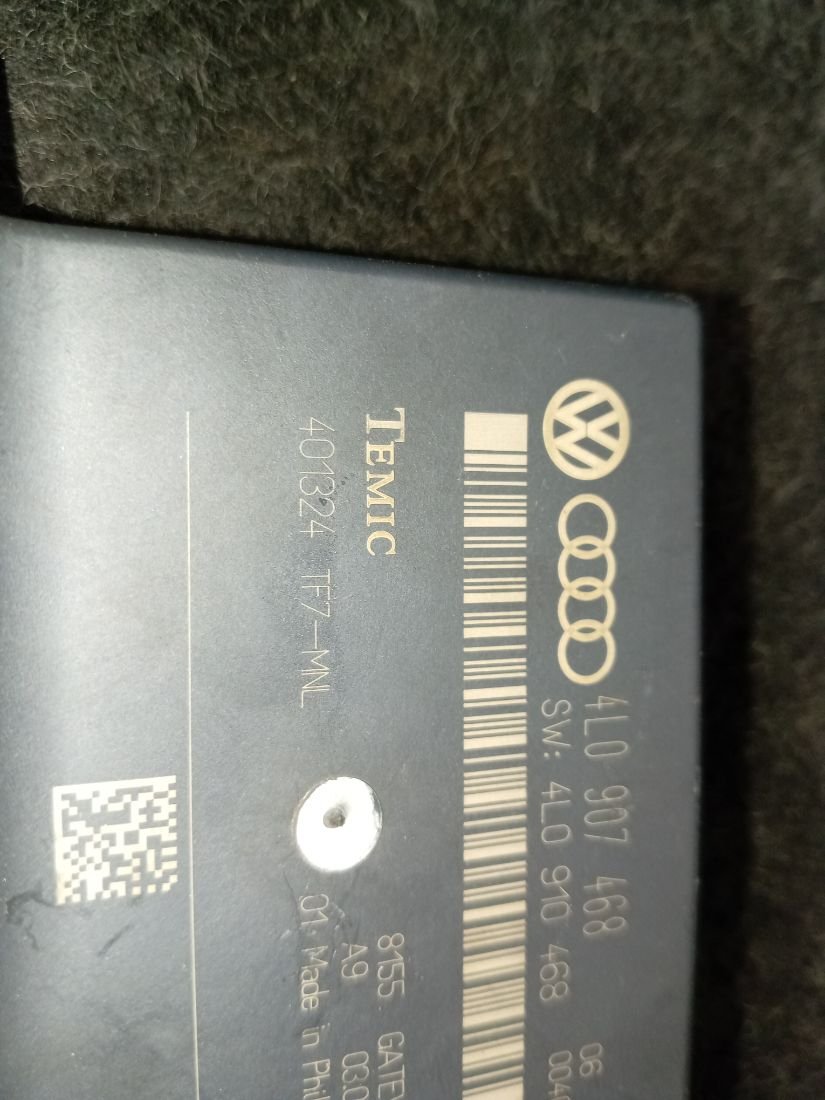 4L0 907 468
SW: 4L0 910 468 06
TEMIC 8155
401324 TF7-MNL A9
01. Made in